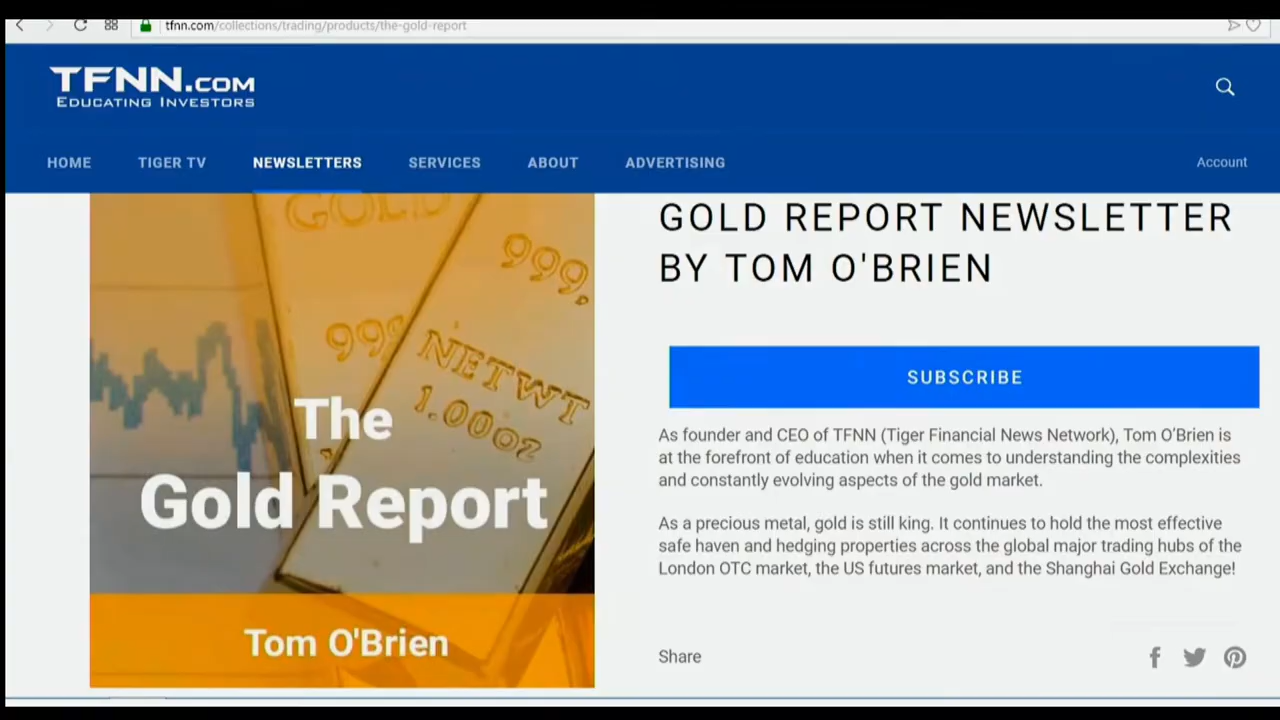 tfnn.com/collections/trading/products/the-gold-report
TFNN.COM
EDUCATING INVESTORS
HOME TIGER TV NEWSLETTERS SERVICES ABOUT ADVERTISING Account
GOLD
999.
999
NETWT
1.00OZ
The
Gold Report
Tom O'Brien
GOLD REPORT NEWSLETTER
BY TOM O'BRIEN
SUBSCRIBE
As founder and CEO of TFNN (Tiger Financial News Network), Tom O’Brien is
at the forefront of education when it comes to understanding the complexities
and constantly evolving aspects of the gold market.
As a precious metal, gold is still king. It continues to hold the most effective
safe haven and hedging properties across the global major trading hubs of the
London OTC market, the US futures market, and the Shanghai Gold Exchange!
Share